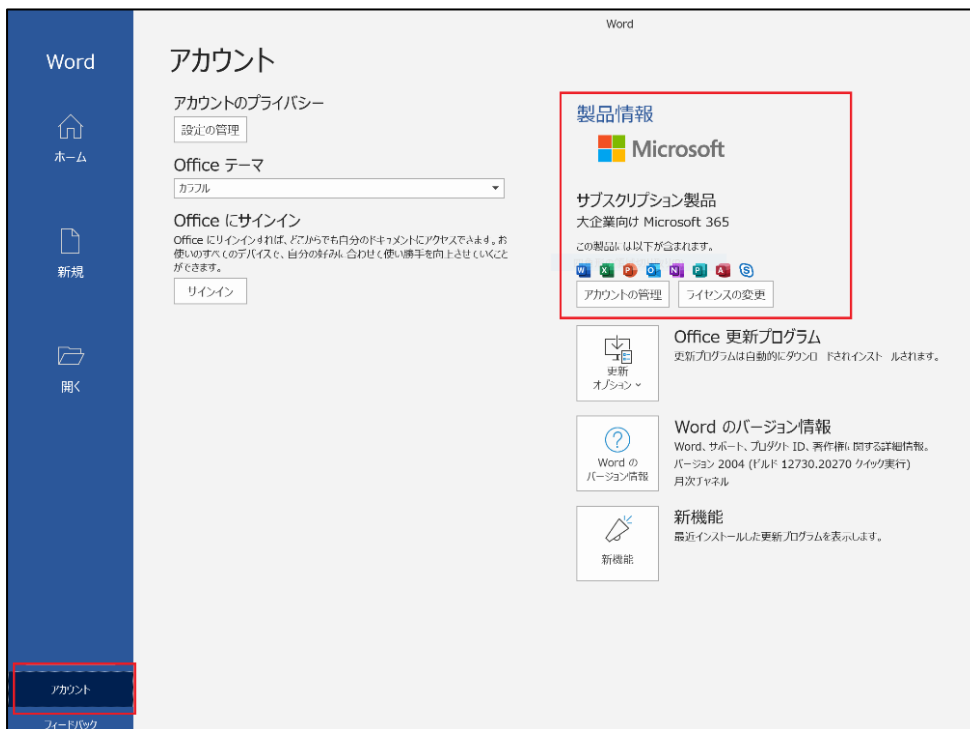 Word
Word
ホーム
新規
開く
アカウント
フィードバック
アカウント
アカウントのプライバシー
設定の管理
Office テーマ
カラフル
Office にサインイン
Office にサインインすれば、どこからでも自分のドキュメントにアクセスできます。お
使いのすべてのデバイスで、自分の好みに合わせて使い勝手を向上させていくこと
ができます。
サインイン
製品情報
Microsoft
サブスクリプション製品
大企業向け Microsoft 365
この製品には以下が含まれます。
アカウントの管理
ライセンスの変更
更新
オプション
Office 更新プログラム
更新プログラムは自動的にダウンロードされインストールされます。
Word の
バージョン情報
Word のバージョン情報
Word、サポート、プロダクト ID、著作権に関する詳細情報。
バージョン 2004 (ビルド 12730.20270 クイック実行)
月次チャネル
新機能
新機能
最近インストールした更新プログラムを表示します。